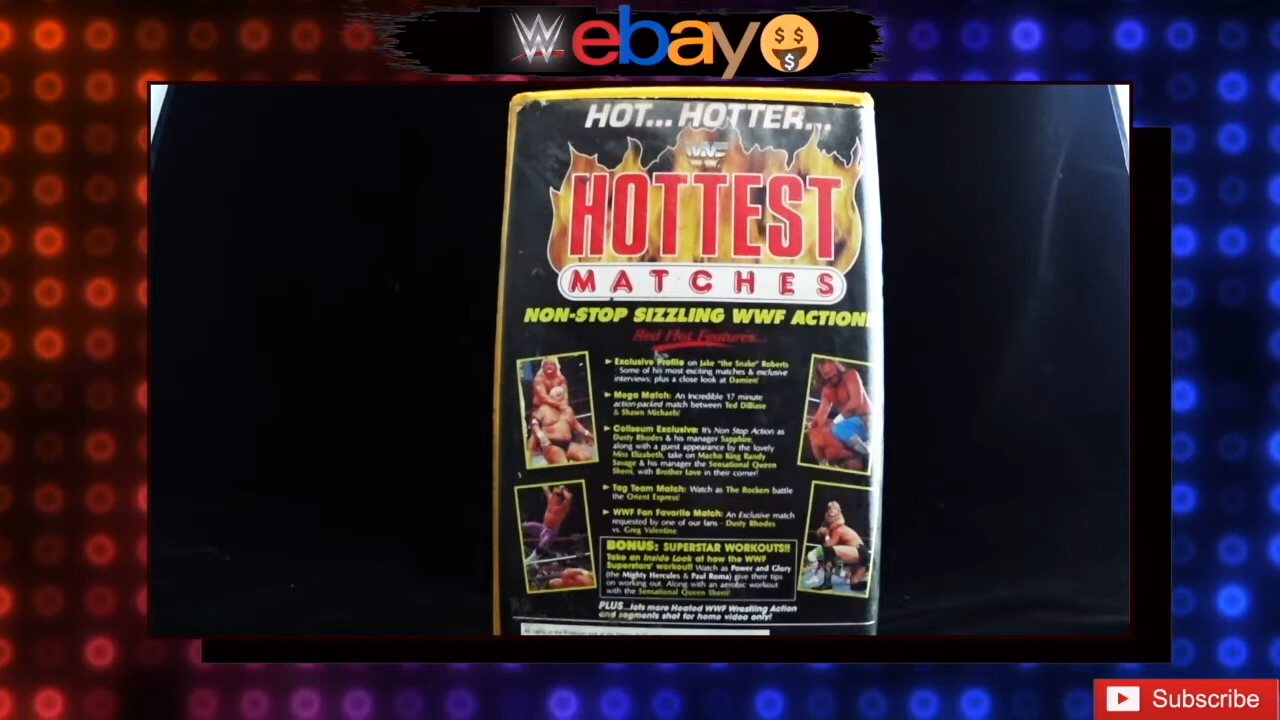 W ebay
HOT... HOTTER...
WWF
HOTTEST
MATCHES
NON-STOP SIZZLING WWF ACTION!
Red Hot Features...
Exclusive Profile on Jake "the Snake" Roberts
Some of his most exciting matches & exclusive
interviews; plus a close look at Damien!
Mega Match: An Incredible 17 minute
action-packed match between Ted DiBiase
& Shawn Michaels!
Coliseum Exclusive: It's Non Stop Action as
Dusty Rhodes & his manager Sapphire,
along with a guest appearance by the lovely
Miss Elizabeth, take on Macho King Randy
Savage & his manager the Sensational Queen
Sherri, with Brother Love in their corner!
Tag Team Match: Watch as The Rockers battle
the Orient Express!
WWF Fan Favorite Match: An Exclusive match
requested by one of our fans - Dusty Rhodes
vs. Greg Valentine.
BONUS: SUPERSTAR WORKOUTS!!
Take an Inside Look at how the WWF
Superstars' workout! Watch as Power and Glory
(the Mighty Hercules & Paul Roma) give their tips
on working out. Along with an aerobic workout
with the Sensational Queen Sherri!
PLUS...lots more Heated WWF Wrestling Action
and segments shot for home video only!
Subscribe